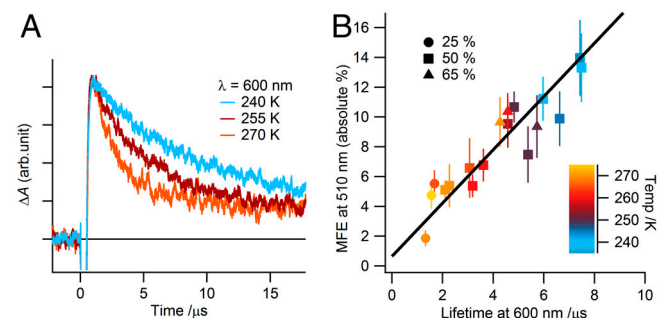 A
λ = 600 nm
240 K
255 K
270 K
ΔA (arb.unit)
0 5 10 15
Time /μs
B
25 %
50 %
65 %
MFE at 510 nm (absolute %)
16
14
12
10
8
6
4
2
0
0 2 4 6 8 10
Lifetime at 600 nm /μs
270
260
250
240
Temp /K